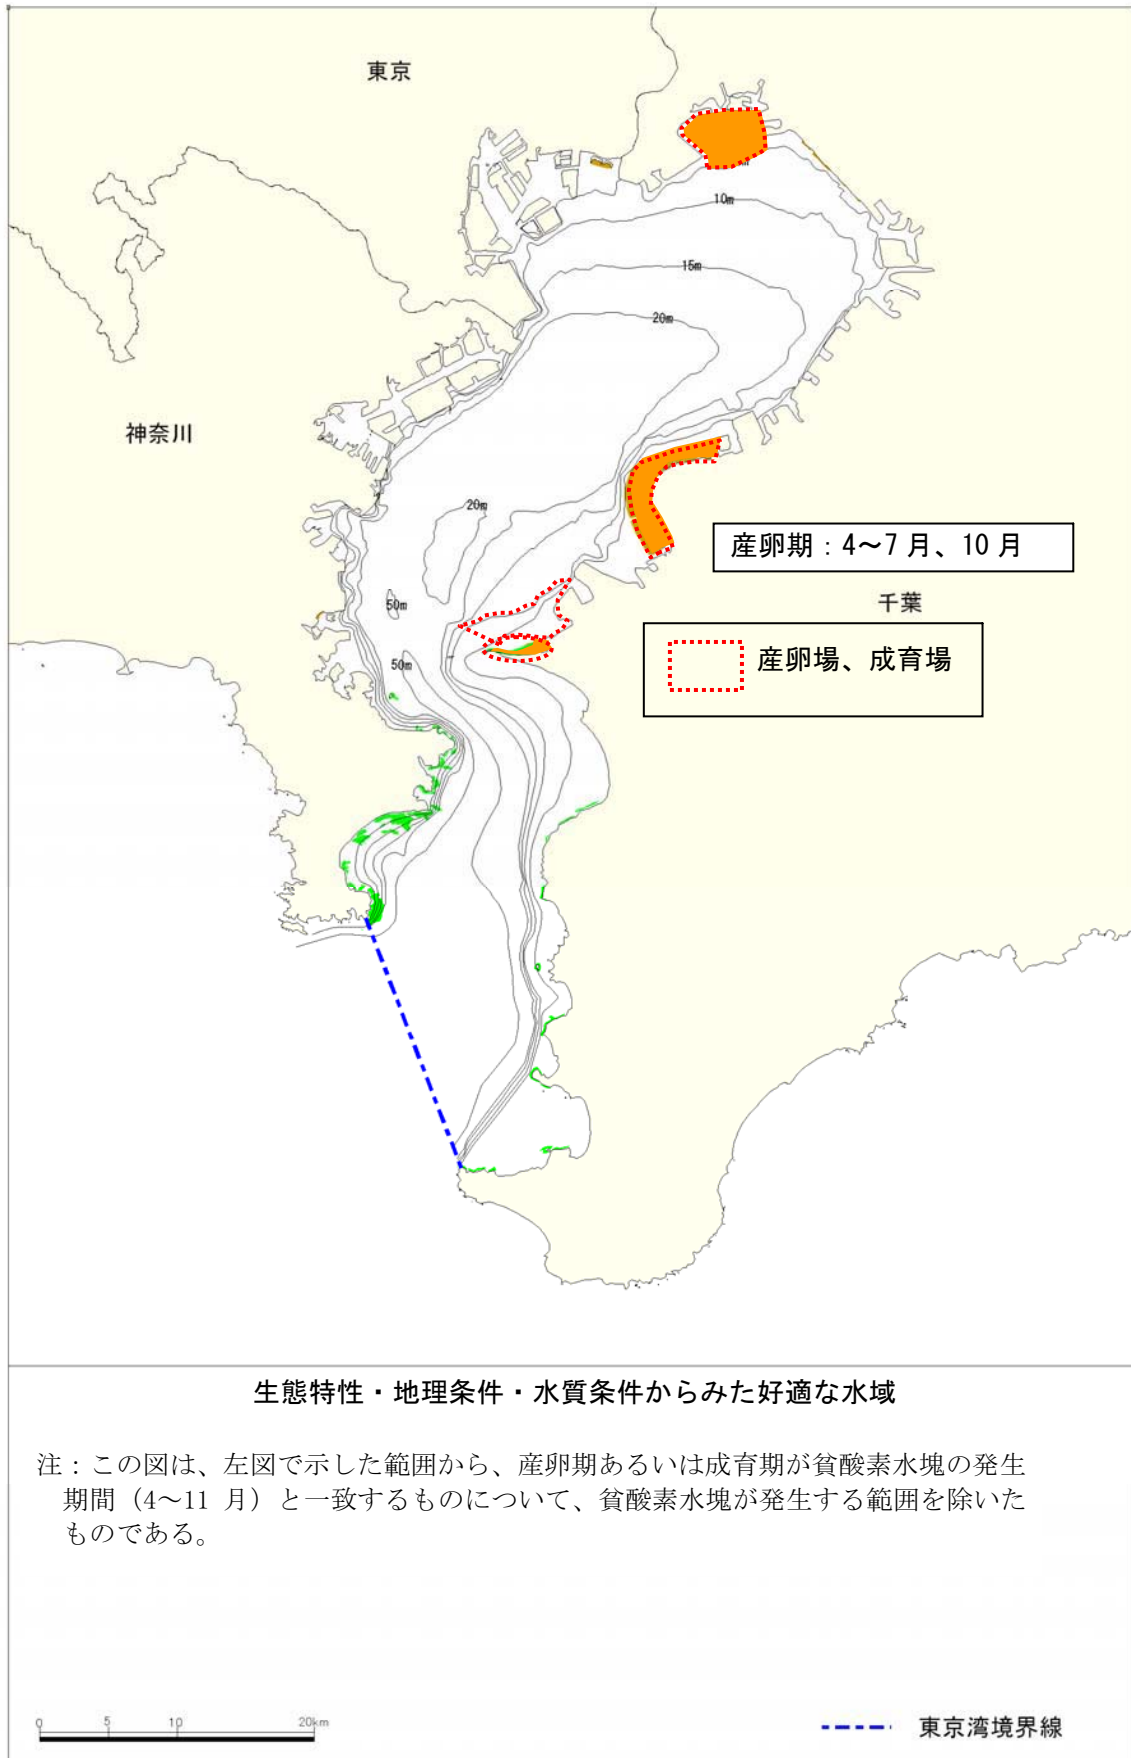 東京
10m
15m
20m
神奈川
20m
産卵期：4～7月、10月
50m
千葉
50m
産卵場、成育場
生態特性・地理条件・水質条件からみた好適な水域
注：この図は、左図で示した範囲から、産卵期あるいは成育期が貧酸素水塊の発生
期間（4～11 月）と一致するものについて、貧酸素水塊が発生する範囲を除いた
ものである。
0 5 10 20km
東京湾境界線